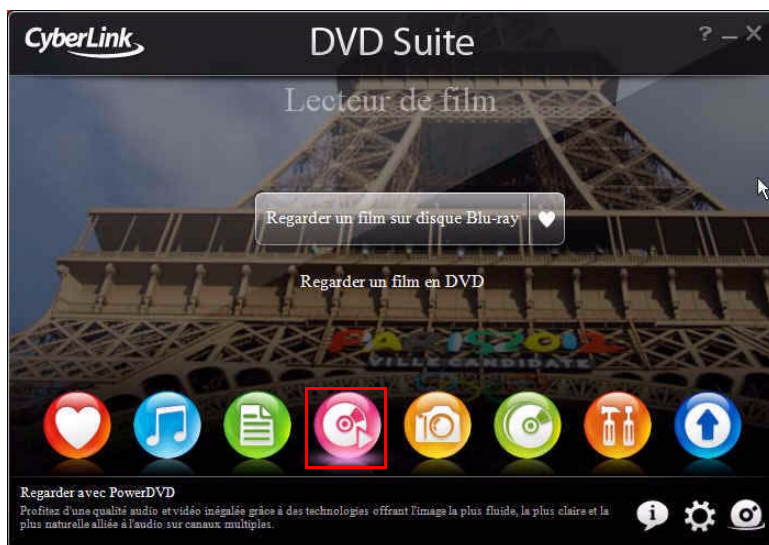 CyberLink
DVD Suite
? – X
Lecteur de film
Regarder un film sur disque Blu-ray
Regarder un film en DVD
PARIS2012
VILLE CANDIDATE
Regarder avec PowerDVD
Profitez d'une qualité audio et vidéo inégalée grâce à des technologies offrant l'image la plus fluide, la plus claire et la
plus naturelle alliée à l'audio sur canaux multiples.